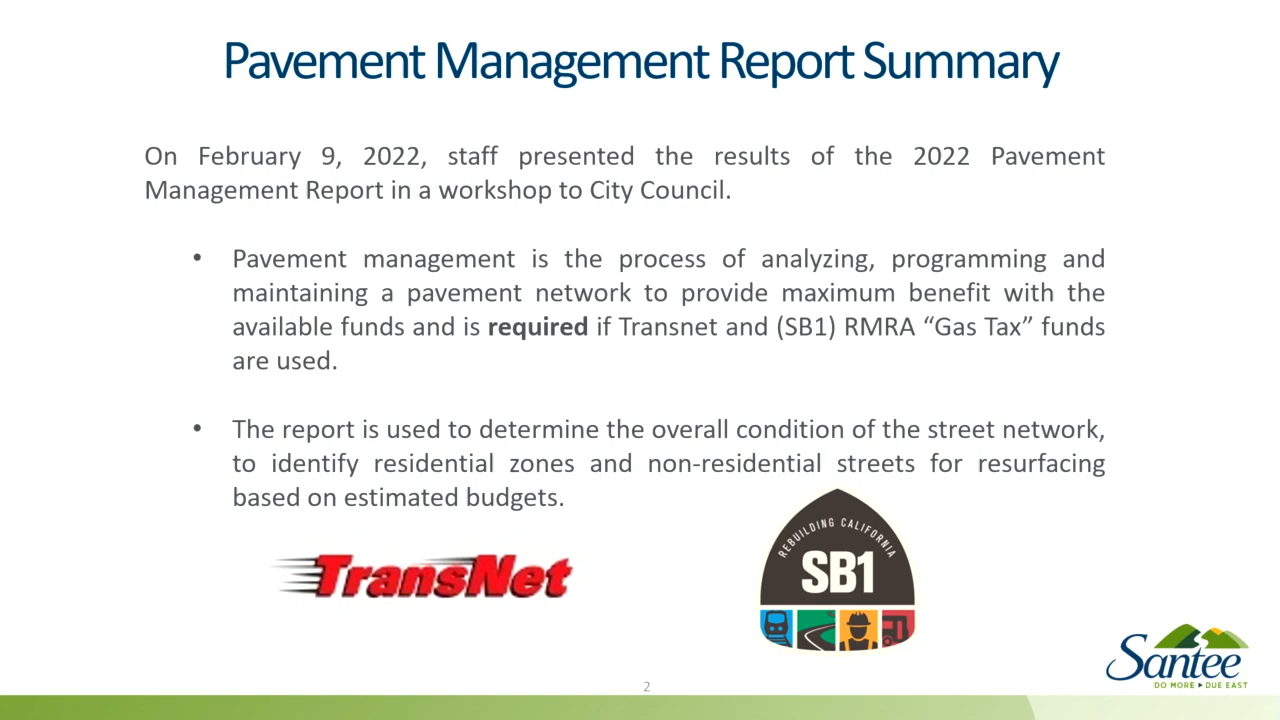 Pavement Management Report Summary
On February 9, 2022, staff presented the results of the 2022 Pavement
Management Report in a workshop to City Council.
• Pavement management is the process of analyzing, programming and
maintaining a pavement network to provide maximum benefit with the
available funds and is required if Transnet and (SB1) RMRA “Gas Tax” funds
are used.
• The report is used to determine the overall condition of the street network,
to identify residential zones and non-residential streets for resurfacing
based on estimated budgets.
TransNet
REBUILDING CALIFORNIA
SB1
Santee
DO MORE ▸ DUE EAST
2